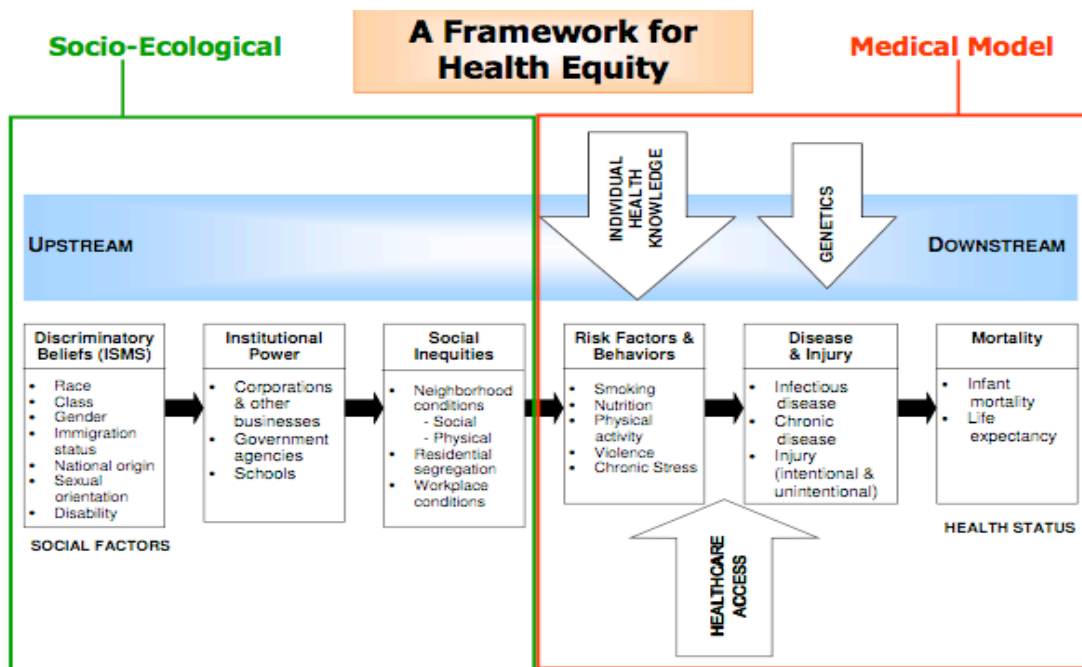 Socio-Ecological
A Framework for
Health Equity
Medical Model
UPSTREAM
INDIVIDUAL
HEALTH
KNOWLEDGE
GENETICS
DOWNSTREAM
Discriminatory
Beliefs (ISMS)
• Race
• Class
• Gender
• Immigration
status
• National origin
• Sexual
orientation
• Disability
SOCIAL FACTORS
Institutional
Power
• Corporations
& other
businesses
• Government
agencies
• Schools
Social
Inequities
• Neighborhood
conditions
- Social
- Physical
• Residential
segregation
• Workplace
conditions
Risk Factors &
Behaviors
• Smoking
• Nutrition
• Physical
activity
• Violence
• Chronic Stress
HEALTHCARE
ACCESS
Disease
& Injury
• Infectious
disease
• Chronic
disease
• Injury
(intentional &
unintentional)
Mortality
• Infant
mortality
• Life
expectancy
HEALTH STATUS